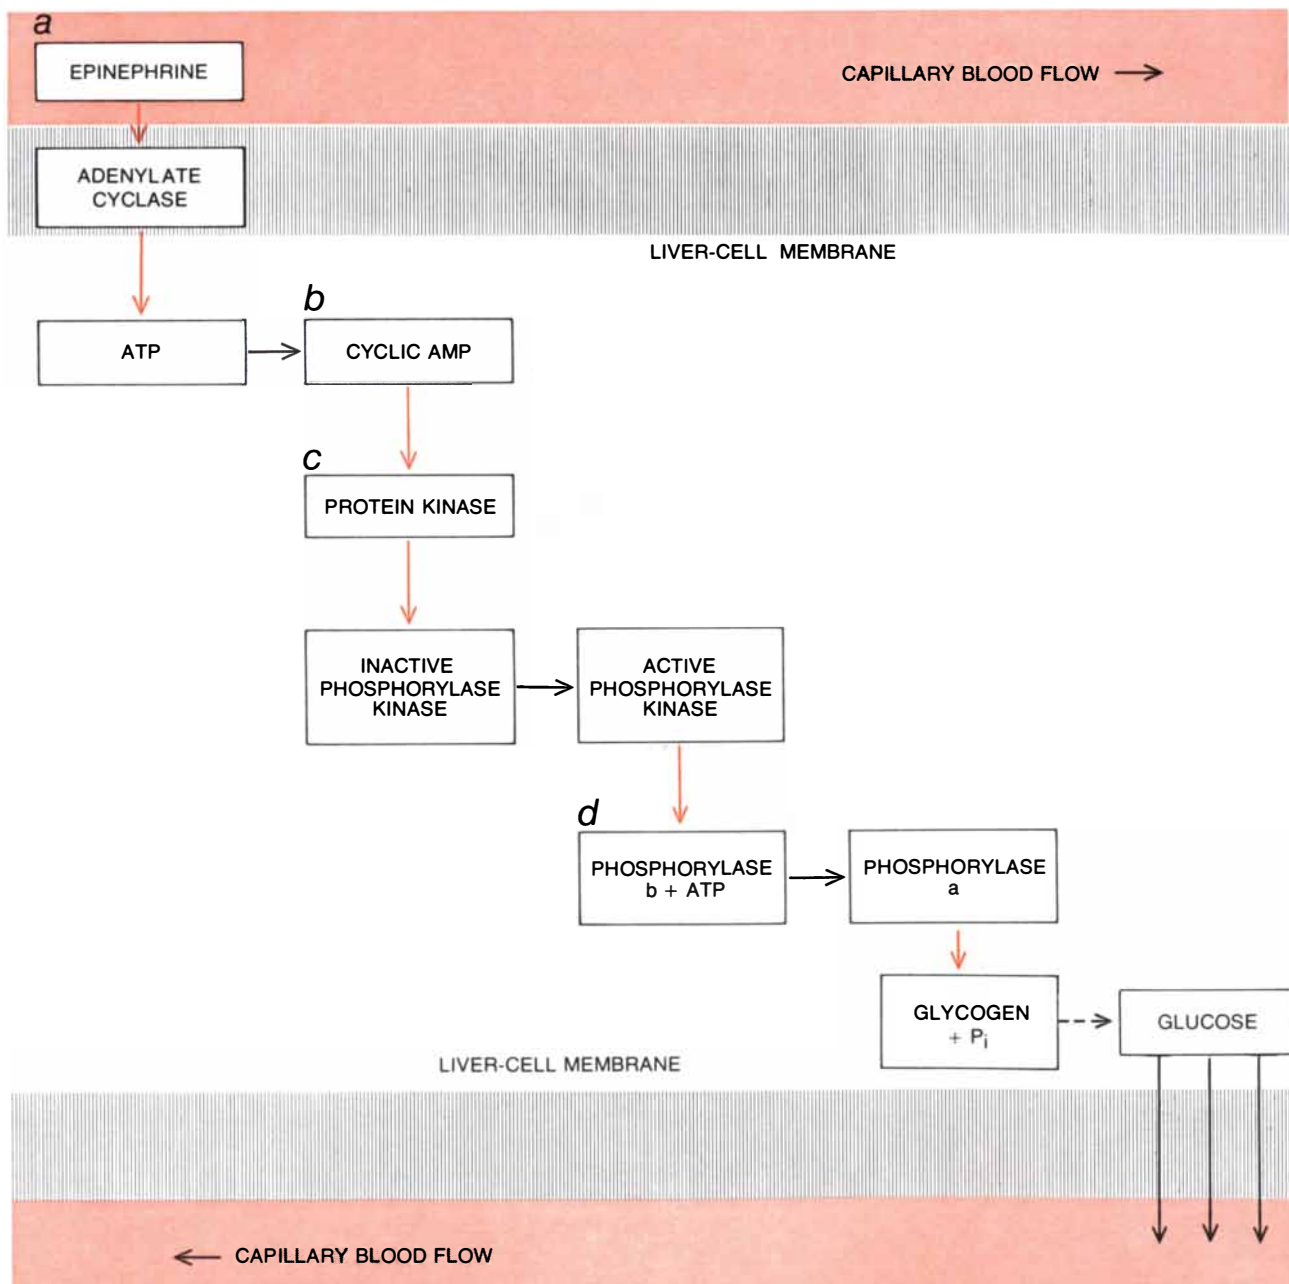 a
EPINEPHRINE
CAPILLARY BLOOD FLOW
ADENYLATE
CYCLASE
LIVER-CELL MEMBRANE
ATP
b
CYCLIC AMP
c
PROTEIN KINASE
INACTIVE
PHOSPHORYLASE
KINASE
ACTIVE
PHOSPHORYLASE
KINASE
d
PHOSPHORYLASE
b + ATP
PHOSPHORYLASE
a
GLYCOGEN
+ Pi
GLUCOSE
LIVER-CELL MEMBRANE
CAPILLARY BLOOD FLOW